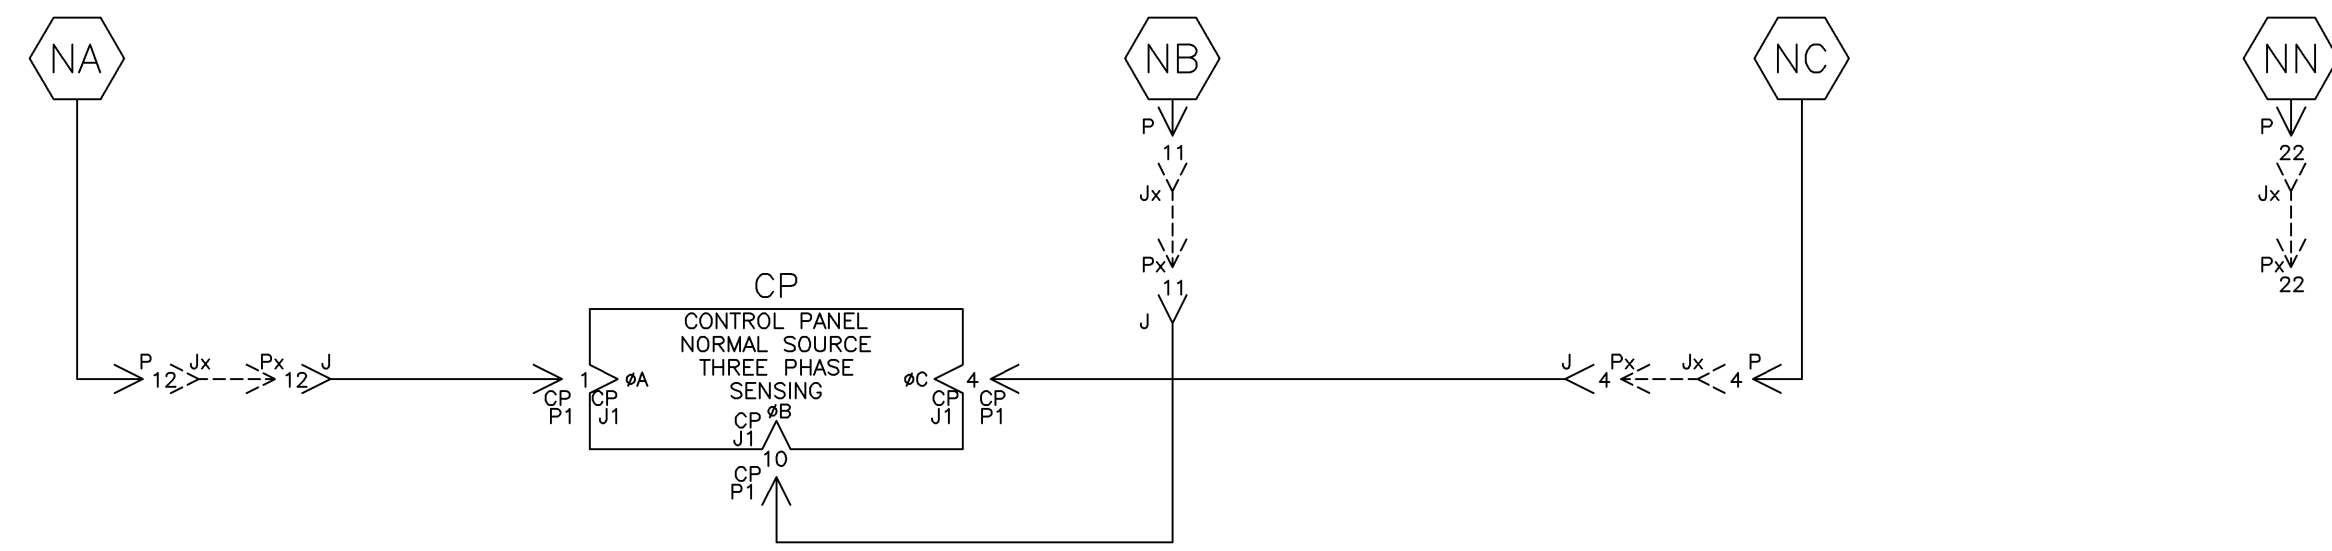 NA
NB
NC
NN
P
11
Jx
Px
11
J
P
22
Jx
Px
22
CP
CONTROL PANEL
NORMAL SOURCE
THREE PHASE
SENSING
P 12 Jx Px 12 J
1 øA
CP P1
CP J1
øB
CP J1
10
CP P1
øC 4
CP J1
CP P1
J 4 Px Jx 4 P